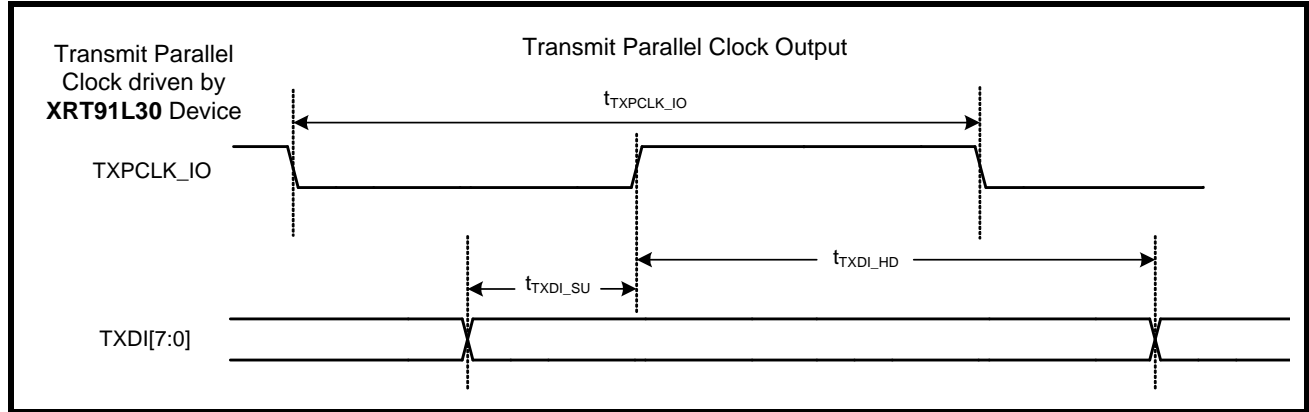 Transmit Parallel
Clock driven by
XRT91L30 Device
Transmit Parallel Clock Output
tTXPCLK_IO
TXPCLK_IO
tTXDI_HD
tTXDI_SU
TXDI[7:0]